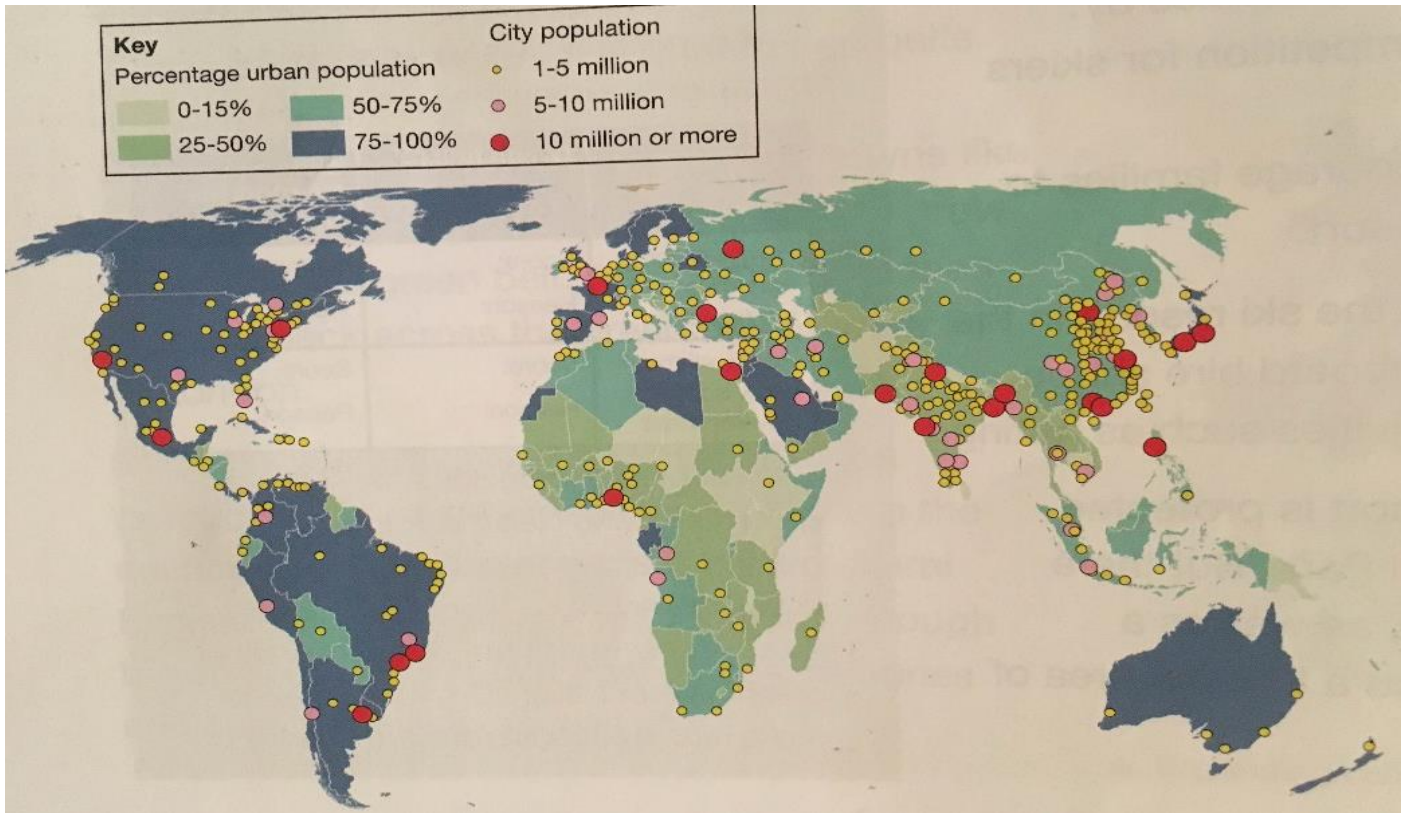 Key
Percentage urban population
0-15%
50-75%
25-50%
75-100%
City population
1-5 million
5-10 million
10 million or more